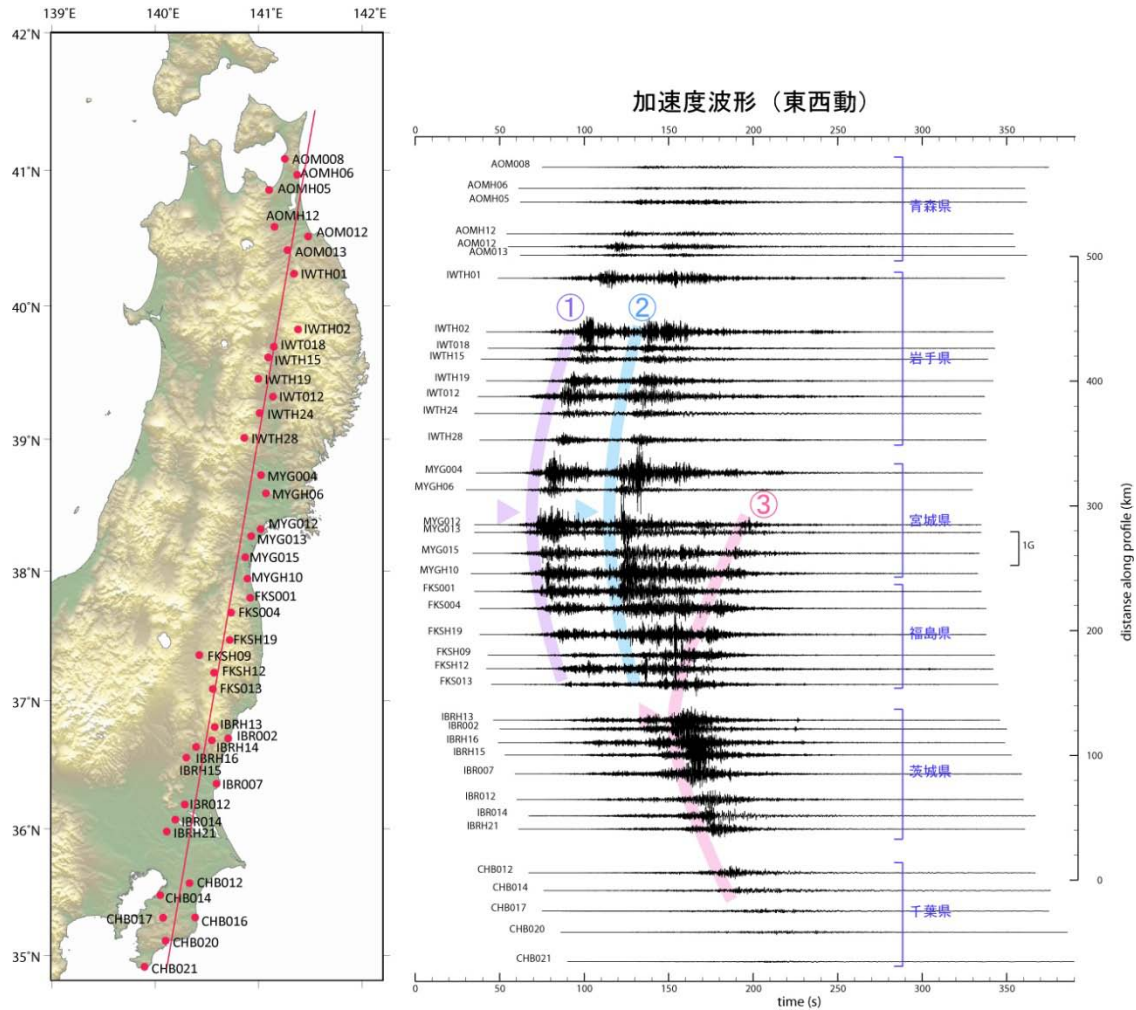 139˚E
140˚E
141˚E
142˚E
42˚N
41˚N
40˚N
39˚N
38˚N
37˚N
36˚N
35˚N
AOM008
AOMH06
AOMH05
AOMH12
AOM012
AOM013
IWTH01
IWTH02
IWT018
IWTH15
IWTH19
IWT012
IWTH24
IWTH28
MYG004
MYGH06
MYG012
MYG013
MYG015
MYGH10
FKS001
FKS004
FKSH19
FKSH09
FKSH12
FKS013
IBRH13
IBR002
IBRH14
IBRH16
IBRH15
IBR007
IBR012
IBR014
IBRH21
CHB012
CHB014
CHB017
CHB016
CHB020
CHB021
加速度波形（東西動）
0 50 100 150 200 250 300 350
AOM008
AOMH06
AOMH05
青森県
AOMH12
AOM012
AOM013
500
IWTH01
① ②
IWTH02
IWT018
岩手県
IWTH15
IWTH19
400
IWT012
IWTH24
IWTH28
MYG004
MYGH06
③
300
宮城県
MYG012
MYG013
1G
MYG015
MYGH10
FKS001
FKS004
distanse along profile (km)
福島県
200
FKSH19
FKSH09
FKSH12
FKS013
IBRH13
IBR002
IBRH16
IBRH15
茨城県
100
IBR007
IBR012
IBR014
IBRH21
CHB012
0
CHB014
CHB017
千葉県
CHB020
CHB021
0 50 100 150 200 250 300 350
time (s)